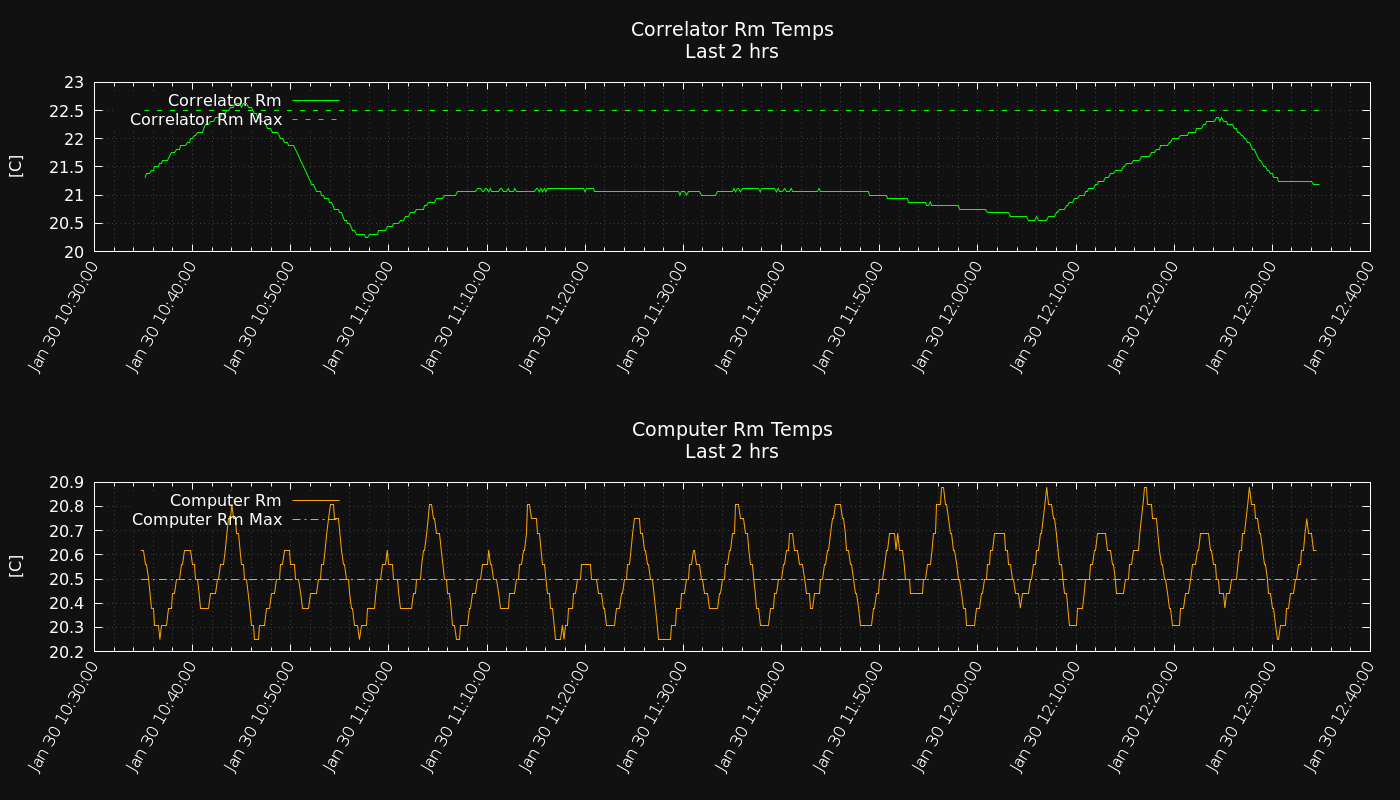 Correlator Rm Temps
Last 2 hrs
[C]
23
22.5
22
21.5
21
20.5
20
Correlator Rm
Correlator Rm Max
Jan 30 10:30:00
Jan 30 10:40:00
Jan 30 10:50:00
Jan 30 11:00:00
Jan 30 11:10:00
Jan 30 11:20:00
Jan 30 11:30:00
Jan 30 11:40:00
Jan 30 11:50:00
Jan 30 12:00:00
Jan 30 12:10:00
Jan 30 12:20:00
Jan 30 12:30:00
Jan 30 12:40:00
Computer Rm Temps
Last 2 hrs
[C]
20.9
20.8
20.7
20.6
20.5
20.4
20.3
20.2
Computer Rm
Computer Rm Max
Jan 30 10:30:00
Jan 30 10:40:00
Jan 30 10:50:00
Jan 30 11:00:00
Jan 30 11:10:00
Jan 30 11:20:00
Jan 30 11:30:00
Jan 30 11:40:00
Jan 30 11:50:00
Jan 30 12:00:00
Jan 30 12:10:00
Jan 30 12:20:00
Jan 30 12:30:00
Jan 30 12:40:00